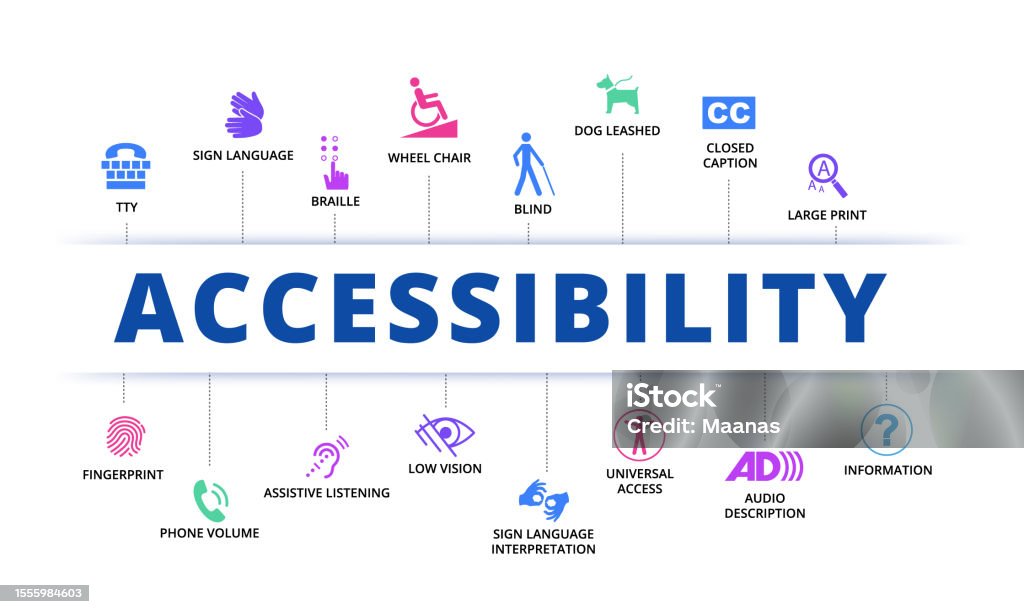 SIGN LANGUAGE
WHEEL CHAIR
DOG LEASHED
CC
CLOSED
CAPTION
TTY
BRAILLE
BLIND
A
A A
LARGE PRINT
ACCESSIBILITY
iStock™
Credit: Maanas
FINGERPRINT
PHONE VOLUME
ASSISTIVE LISTENING
LOW VISION
SIGN LANGUAGE
INTERPRETATION
UNIVERSAL
ACCESS
AD
AUDIO
DESCRIPTION
?
INFORMATION
1555984603